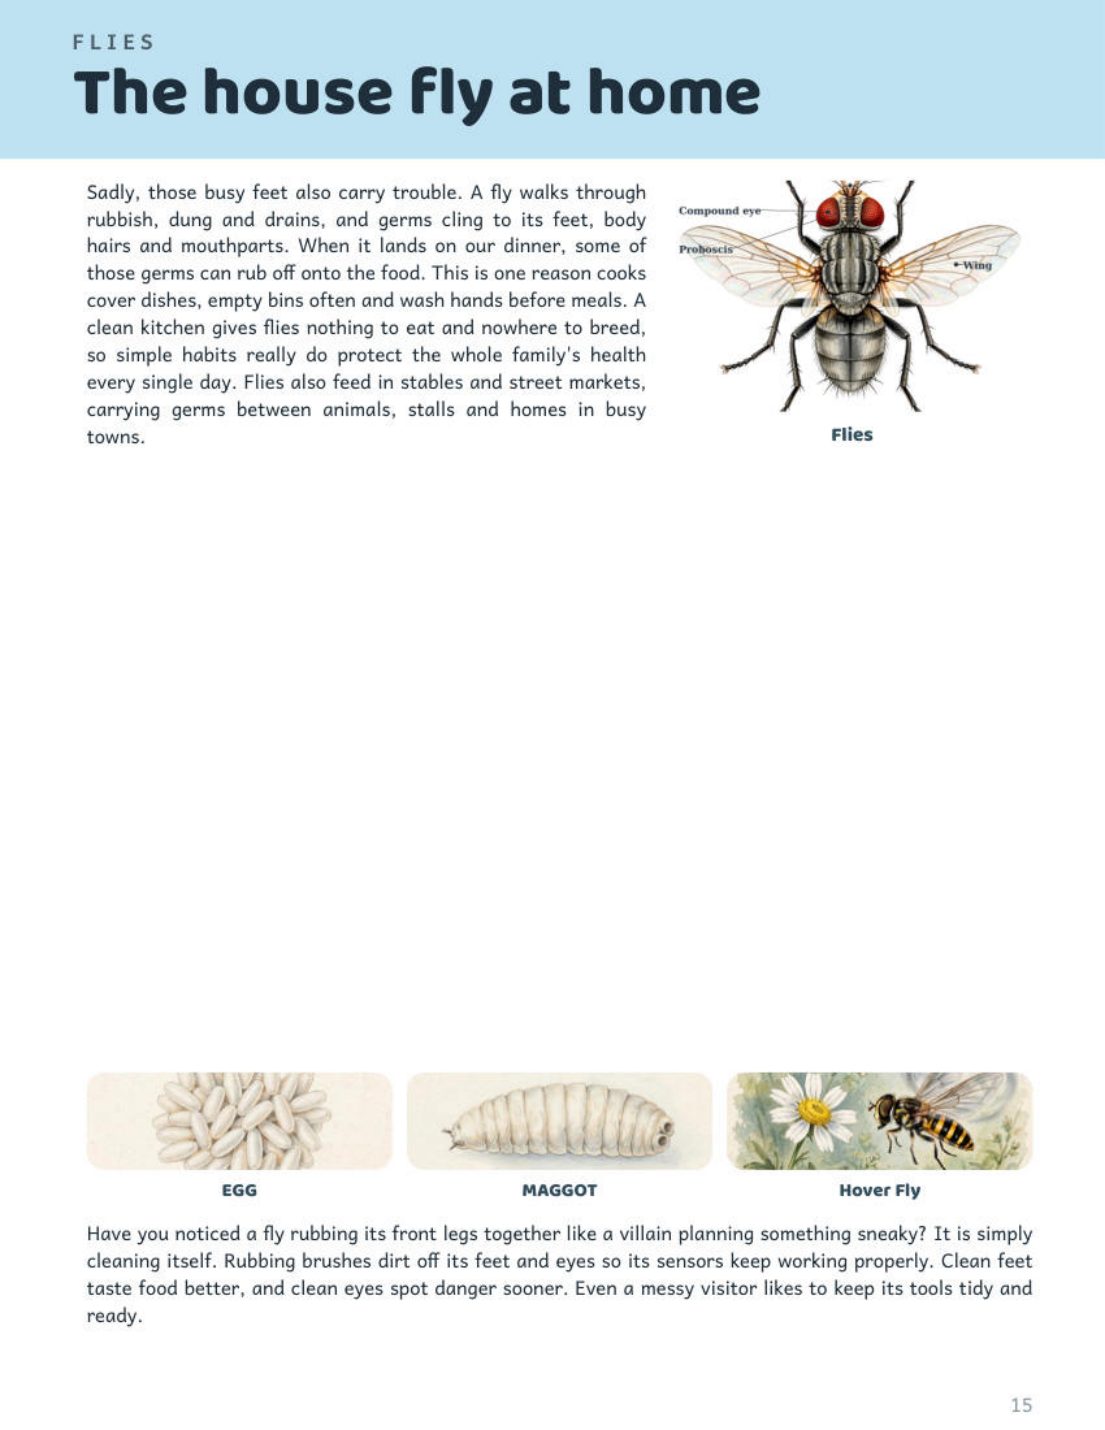 FLIES
The house fly at home
Sadly, those busy feet also carry trouble. A fly walks through
rubbish, dung and drains, and germs cling to its feet, body
hairs and mouthparts. When it lands on our dinner, some of
those germs can rub off onto the food. This is one reason cooks
cover dishes, empty bins often and wash hands before meals. A
clean kitchen gives flies nothing to eat and nowhere to breed,
so simple habits really do protect the whole family's health
every single day. Flies also feed in stables and street markets,
carrying germs between animals, stalls and homes in busy
towns.
Compound eye
Proboscis
Wing
Flies
EGG
MAGGOT
Hover Fly
Have you noticed a fly rubbing its front legs together like a villain planning something sneaky? It is simply
cleaning itself. Rubbing brushes dirt off its feet and eyes so its sensors keep working properly. Clean feet
taste food better, and clean eyes spot danger sooner. Even a messy visitor likes to keep its tools tidy and
ready.
15